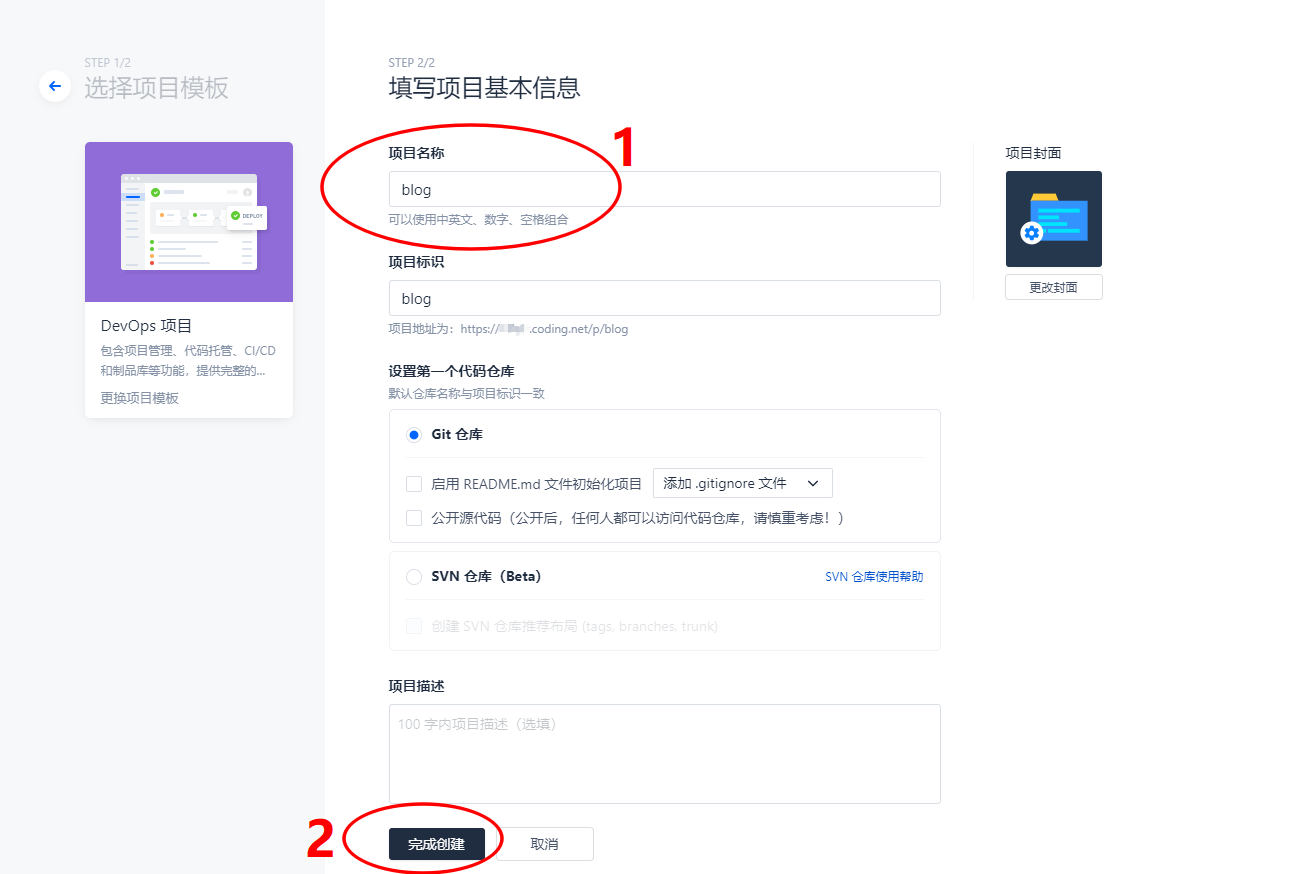 STEP 1/2
选择项目模板
DEPLOY
DevOps 项目
包含项目管理、代码托管、CI/CD
和制品库等功能，提供完整的...
更换项目模板
STEP 2/2
填写项目基本信息
1
项目名称
blog
可以使用中英文、数字、空格组合
项目标识
blog
项目地址为：https:// .coding.net/p/blog
设置第一个代码仓库
默认仓库名称与项目标识一致
Git 仓库
启用 README.md 文件初始化项目 添加 .gitignore 文件
公开源代码（公开后，任何人都可以访问代码仓库，请慎重考虑！）
SVN 仓库（Beta） SVN 仓库使用帮助
创建 SVN 仓库推荐布局 (tags, branches, trunk)
项目描述
100 字内项目描述（选填）
2
完成创建 取消
项目封面
更改封面